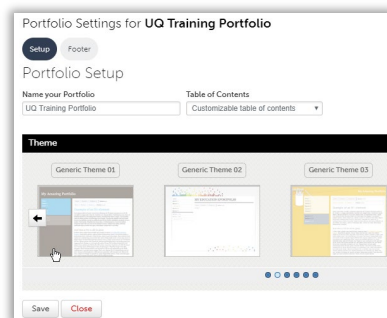 Portfolio Settings for UQ Training Portfolio
Setup Footer
Portfolio Setup
Name your Portfolio Table of Contents
UQ Training Portfolio Customizable table of contents
Theme
Generic Theme 01 Generic Theme 02 Generic Theme 03
Save Close